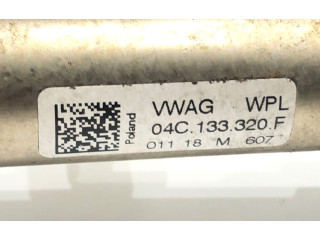 VWAG WPL
04C.133.320.F
011 18 M 607
Poland